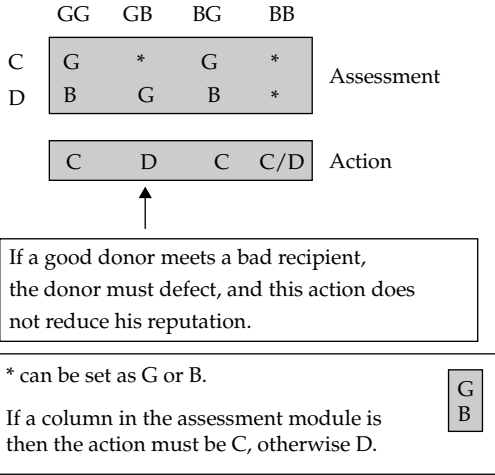 GG GB BG BB
C G * G * Assessment
D B G B *
C D C C/D Action
If a good donor meets a bad recipient,
the donor must defect, and this action does
not reduce his reputation.
* can be set as G or B.
G
If a column in the assessment module is B
then the action must be C, otherwise D.